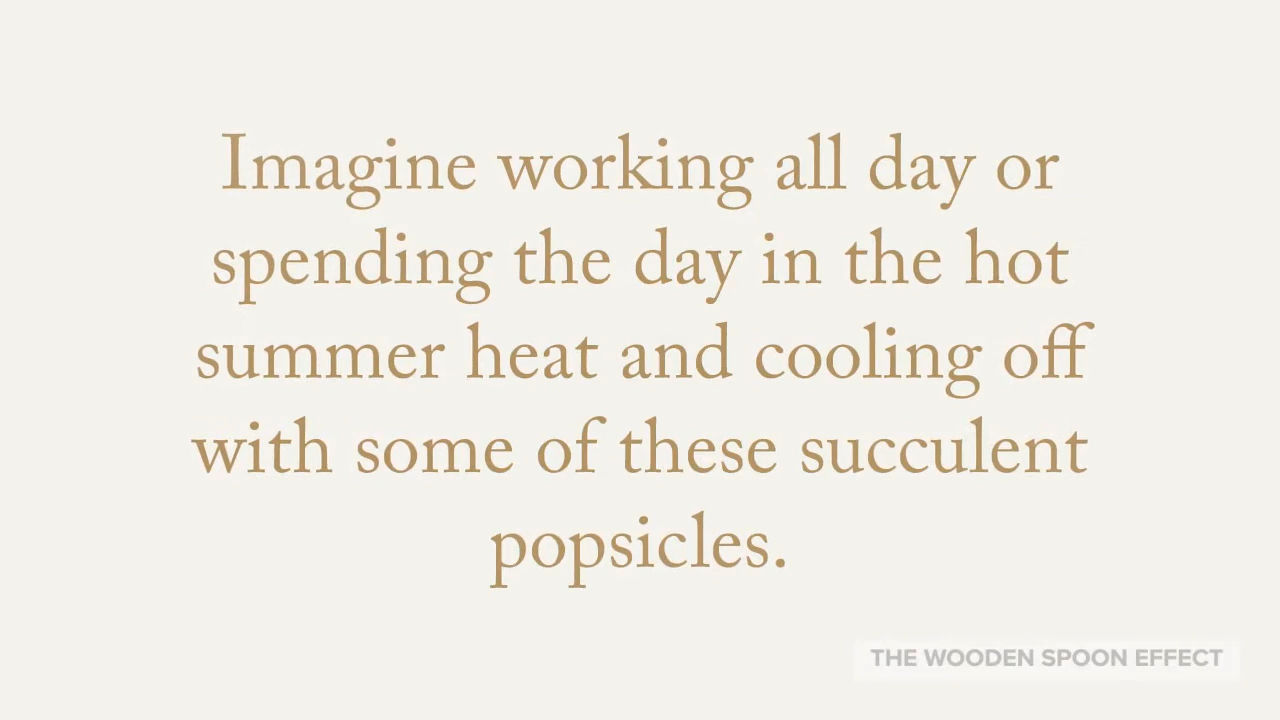 Imagine working all day or
spending the day in the hot
summer heat and cooling off
with some of these succulent
popsicles.
THE WOODEN SPOON EFFECT